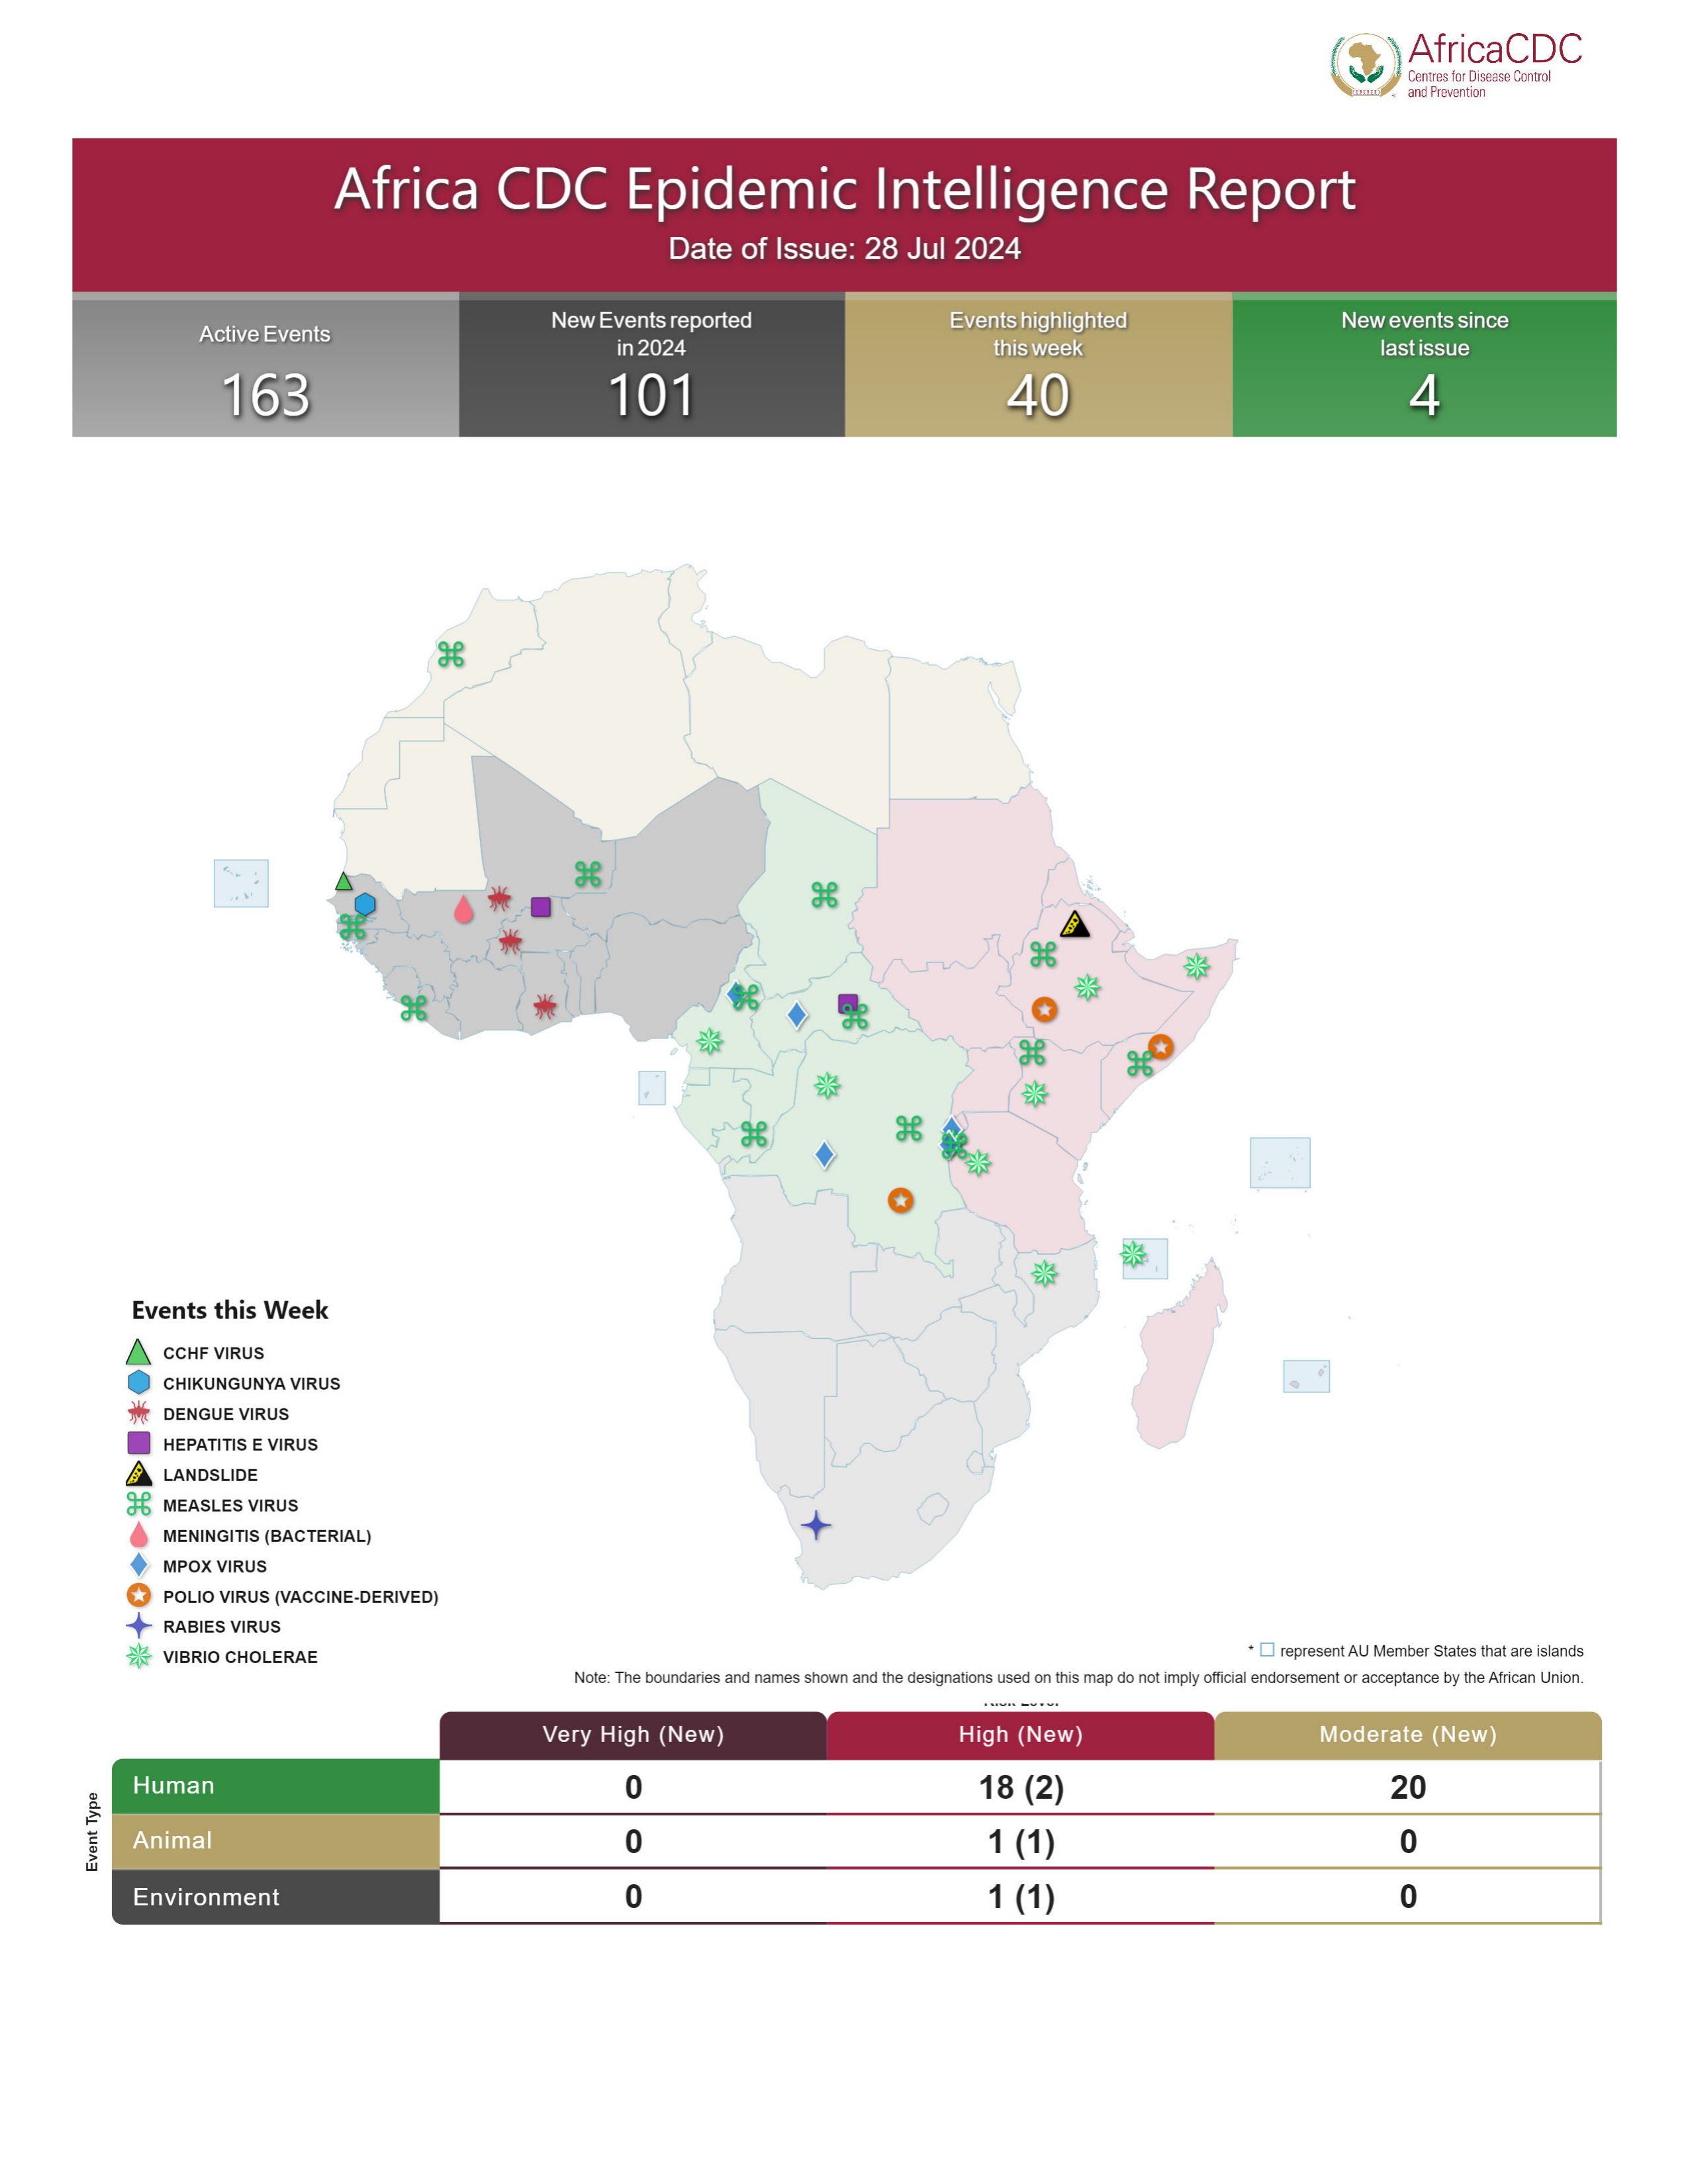 AfricaCDC
Centres for Disease Control
and Prevention
Africa CDC Epidemic Intelligence Report
Date of Issue: 28 Jul 2024
Active Events
163
New Events reported
in 2024
101
Events highlighted
this week
40
New events since
last issue
4
Events this Week
CCHF VIRUS
CHIKUNGUNYA VIRUS
DENGUE VIRUS
HEPATITIS E VIRUS
LANDSLIDE
MEASLES VIRUS
MENINGITIS (BACTERIAL)
MPOX VIRUS
POLIO VIRUS (VACCINE-DERIVED)
RABIES VIRUS
VIBRIO CHOLERAE
* represent AU Member States that are islands
Note: The boundaries and names shown and the designations used on this map do not imply official endorsement or acceptance by the African Union.
Risk Level
Very High (New) High (New) Moderate (New)
Event Type
Human 0 18 (2) 20
Animal 0 1 (1) 0
Environment 0 1 (1) 0